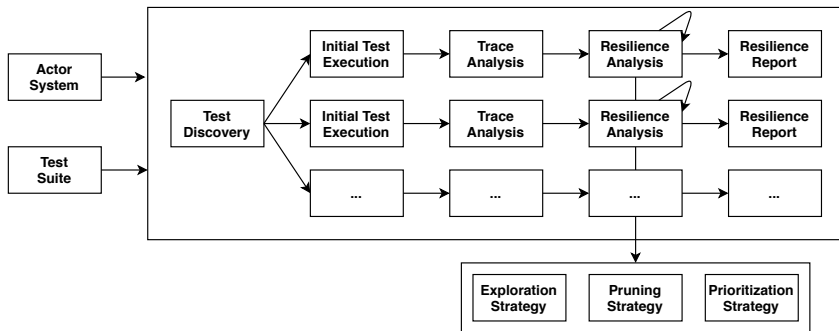 Actor
System
Test
Suite
Test
Discovery
Initial Test
Execution
Trace
Analysis
Resilience
Analysis
Resilience
Report
Initial Test
Execution
Trace
Analysis
Resilience
Analysis
Resilience
Report
...
...
...
...
Exploration
Strategy
Pruning
Strategy
Prioritization
Strategy